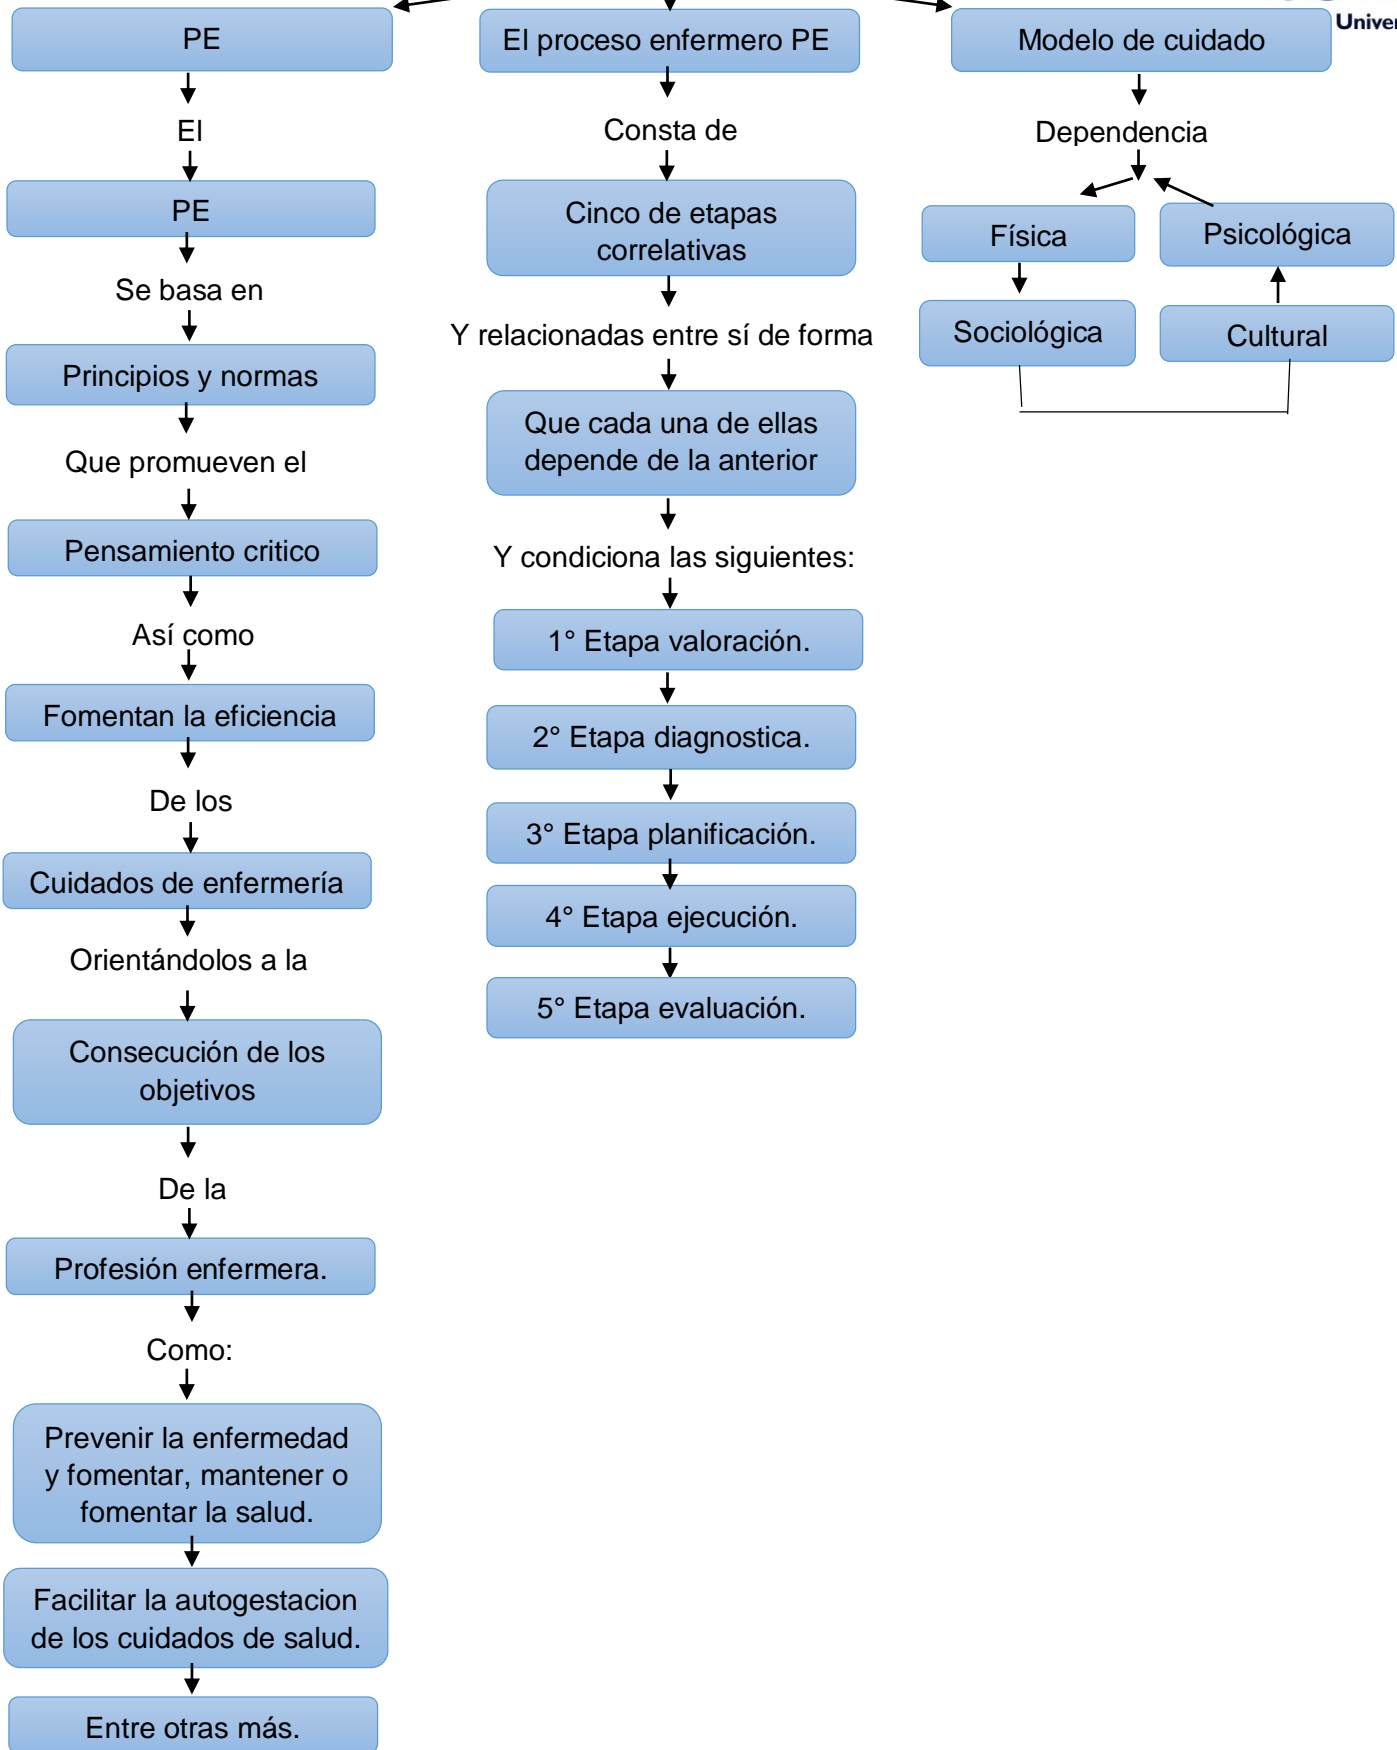 Univer
PE
El
PE
Se basa en
Principios y normas
Que promueven el
Pensamiento critico
Así como
Fomentan la eficiencia
De los
Cuidados de enfermería
Orientándolos a la
Consecución de los
objetivos
De la
Profesión enfermera.
Como:
Prevenir la enfermedad
y fomentar, mantener o
fomentar la salud.
Facilitar la autogestacion
de los cuidados de salud.
Entre otras más.
El proceso enfermero PE
Consta de
Cinco de etapas
correlativas
Y relacionadas entre sí de forma
Que cada una de ellas
depende de la anterior
Y condiciona las siguientes:
1° Etapa valoración.
2° Etapa diagnostica.
3° Etapa planificación.
4° Etapa ejecución.
5° Etapa evaluación.
Modelo de cuidado
Dependencia
Física
Psicológica
Sociológica
Cultural